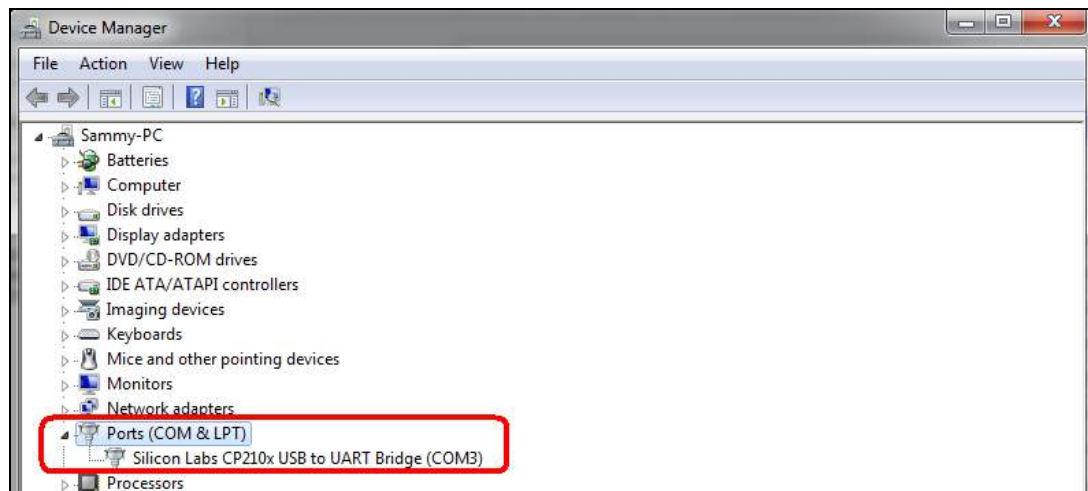 Device Manager
File Action View Help
Sammy-PC
Batteries
Computer
Disk drives
Display adapters
DVD/CD-ROM drives
IDE ATA/ATAPI controllers
Imaging devices
Keyboards
Mice and other pointing devices
Monitors
Network adapters
Ports (COM & LPT)
Silicon Labs CP210x USB to UART Bridge (COM3)
Processors